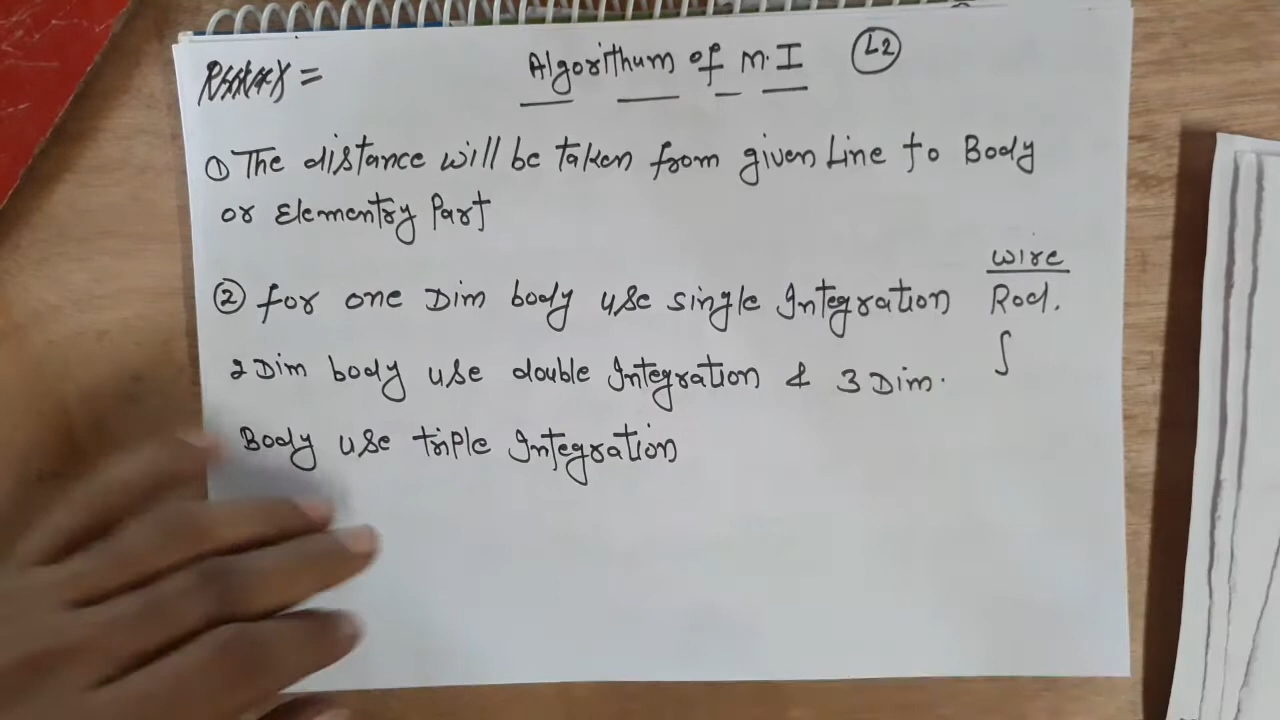 Algorithum of M.I L2
① The distance will be taken from given Line to Body
or Elementry Part
② for one Dim body use single Integration
wire
Rod.
∫
2 Dim body use double Integration & 3 Dim.
Body use triple Integration